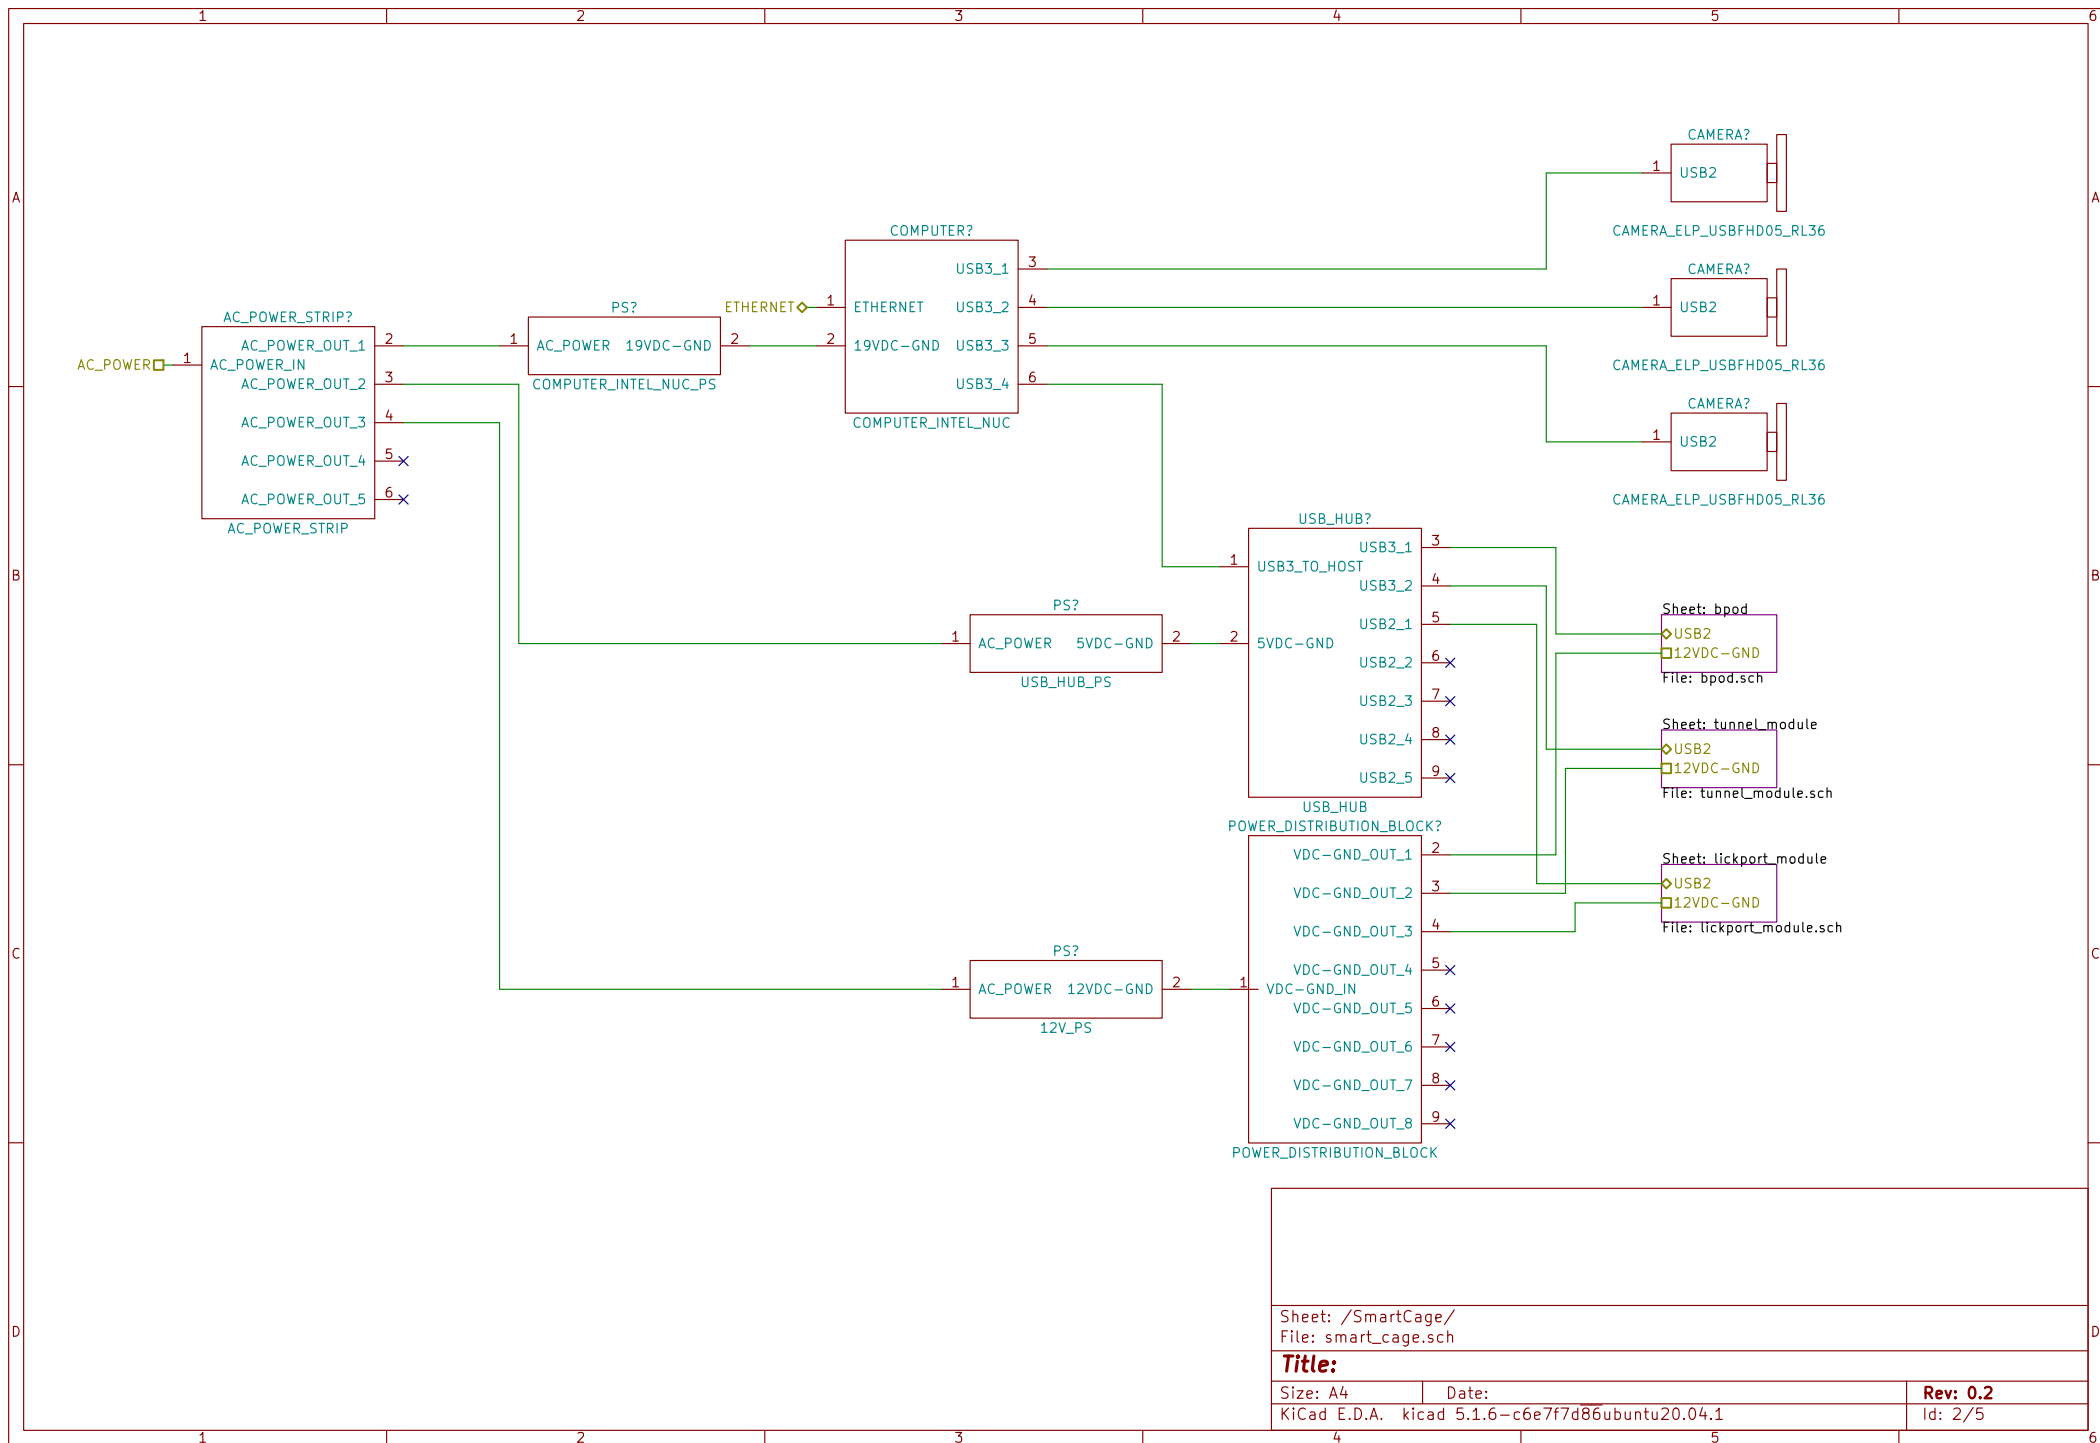 1 2 3 4 5 6
A A
B B
C C
D D
1 2 3 4 5 6
AC_POWER
AC_POWER_STRIP?
1 AC_POWER_IN
AC_POWER_OUT_1 2
AC_POWER_OUT_2 3
AC_POWER_OUT_3 4
AC_POWER_OUT_4 5
AC_POWER_OUT_5 6
AC_POWER_STRIP
PS?
1 AC_POWER 19VDC-GND 2
COMPUTER_INTEL_NUC_PS
ETHERNET
COMPUTER?
USB3_1 3
1 ETHERNET USB3_2 4
2 19VDC-GND USB3_3 5
USB3_4 6
COMPUTER_INTEL_NUC
CAMERA?
1 USB2
CAMERA_ELP_USBFHD05_RL36
CAMERA?
1 USB2
CAMERA_ELP_USBFHD05_RL36
CAMERA?
1 USB2
CAMERA_ELP_USBFHD05_RL36
PS?
1 AC_POWER 5VDC-GND 2
USB_HUB_PS
USB_HUB?
USB3_1 3
1 USB3_TO_HOST
USB3_2 4
USB2_1 5
2 5VDC-GND
USB2_2 6
USB2_3 7
USB2_4 8
USB2_5 9
USB_HUB
Sheet: bpod
USB2
12VDC-GND
File: bpod.sch
Sheet: tunnel_module
USB2
12VDC-GND
File: tunnel_module.sch
Sheet: lickport_module
USB2
12VDC-GND
File: lickport_module.sch
PS?
1 AC_POWER 12VDC-GND 2
12V_PS
POWER_DISTRIBUTION_BLOCK?
VDC-GND_OUT_1 2
VDC-GND_OUT_2 3
VDC-GND_OUT_3 4
VDC-GND_OUT_4 5
1 VDC-GND_IN
VDC-GND_OUT_5 6
VDC-GND_OUT_6 7
VDC-GND_OUT_7 8
VDC-GND_OUT_8 9
POWER_DISTRIBUTION_BLOCK
Sheet: /SmartCage/
File: smart_cage.sch
Title:
Size: A4 Date: Rev: 0.2
KiCad E.D.A. kicad 5.1.6-c6e7f7d86ubuntu20.04.1 Id: 2/5